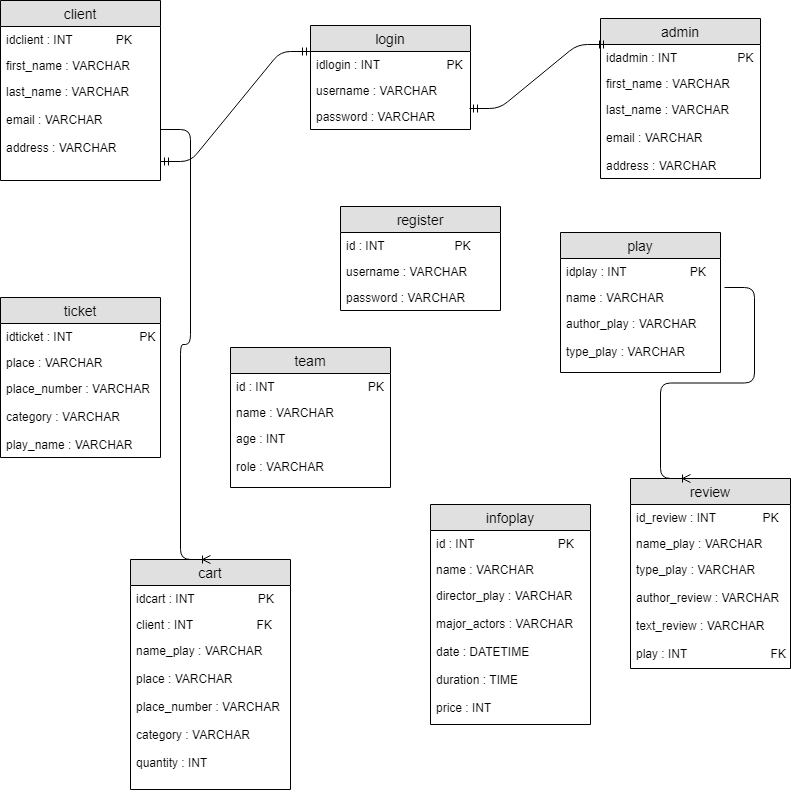 client
idclient : INT PK
first_name : VARCHAR
last_name : VARCHAR
email : VARCHAR
address : VARCHAR
login
idlogin : INT PK
username : VARCHAR
password : VARCHAR
admin
idadmin : INT PK
first_name : VARCHAR
last_name : VARCHAR
email : VARCHAR
address : VARCHAR
register
id : INT PK
username : VARCHAR
password : VARCHAR
play
idplay : INT PK
name : VARCHAR
author_play : VARCHAR
type_play : VARCHAR
ticket
idticket : INT PK
place : VARCHAR
place_number : VARCHAR
category : VARCHAR
play_name : VARCHAR
team
id : INT PK
name : VARCHAR
age : INT
role : VARCHAR
review
id_review : INT PK
name_play : VARCHAR
type_play : VARCHAR
author_review : VARCHAR
text_review : VARCHAR
play : INT FK
infoplay
id : INT PK
name : VARCHAR
director_play : VARCHAR
major_actors : VARCHAR
date : DATETIME
duration : TIME
price : INT
cart
idcart : INT PK
client : INT FK
name_play : VARCHAR
place : VARCHAR
place_number : VARCHAR
category : VARCHAR
quantity : INT